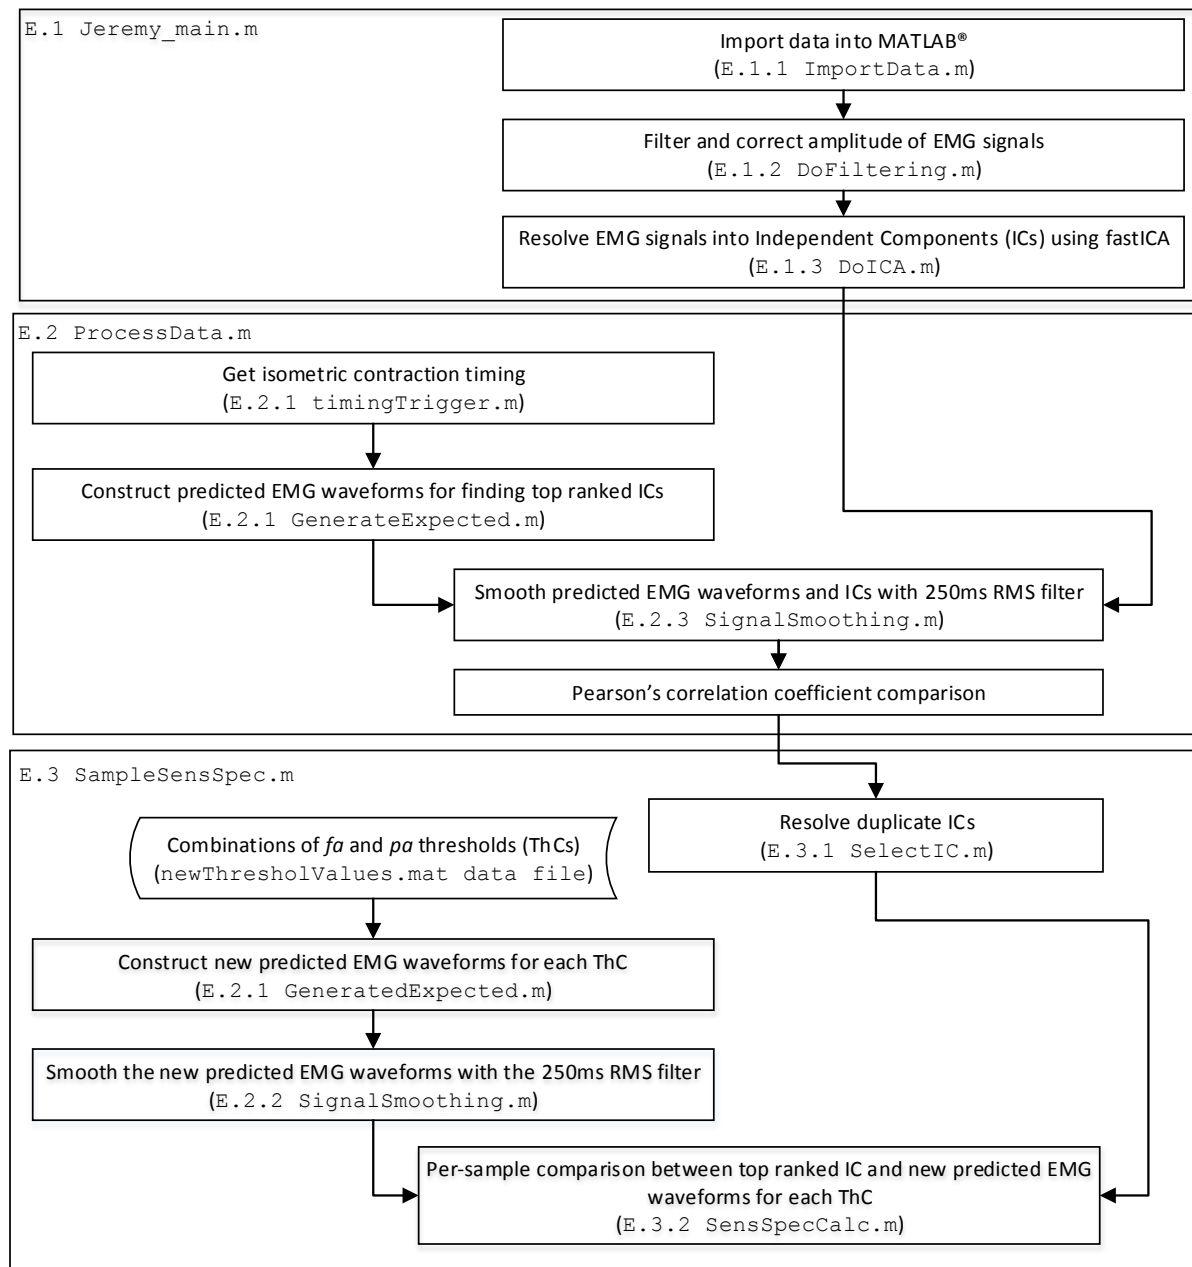 E.1 Jeremy_main.m
Import data into MATLAB®
(E.1.1 ImportData.m)
Filter and correct amplitude of EMG signals
(E.1.2 DoFiltering.m)
Resolve EMG signals into Independent Components (ICs) using fastICA
(E.1.3 DoICA.m)
E.2 ProcessData.m
Get isometric contraction timing
(E.2.1 timingTrigger.m)
Construct predicted EMG waveforms for finding top ranked ICs
(E.2.1 GenerateExpected.m)
Smooth predicted EMG waveforms and ICs with 250ms RMS filter
(E.2.3 SignalSmoothing.m)
Pearson's correlation coefficient comparison
E.3 SampleSensSpec.m
Resolve duplicate ICs
(E.3.1 SelectIC.m)
Combinations of fa and pa thresholds (ThCs)
(newThresholValues.mat data file)
Construct new predicted EMG waveforms for each ThC
(E.2.1 GeneratedExpected.m)
Smooth the new predicted EMG waveforms with the 250ms RMS filter
(E.2.2 SignalSmoothing.m)
Per-sample comparison between top ranked IC and new predicted EMG
waveforms for each ThC
(E.3.2 SensSpecCalc.m)